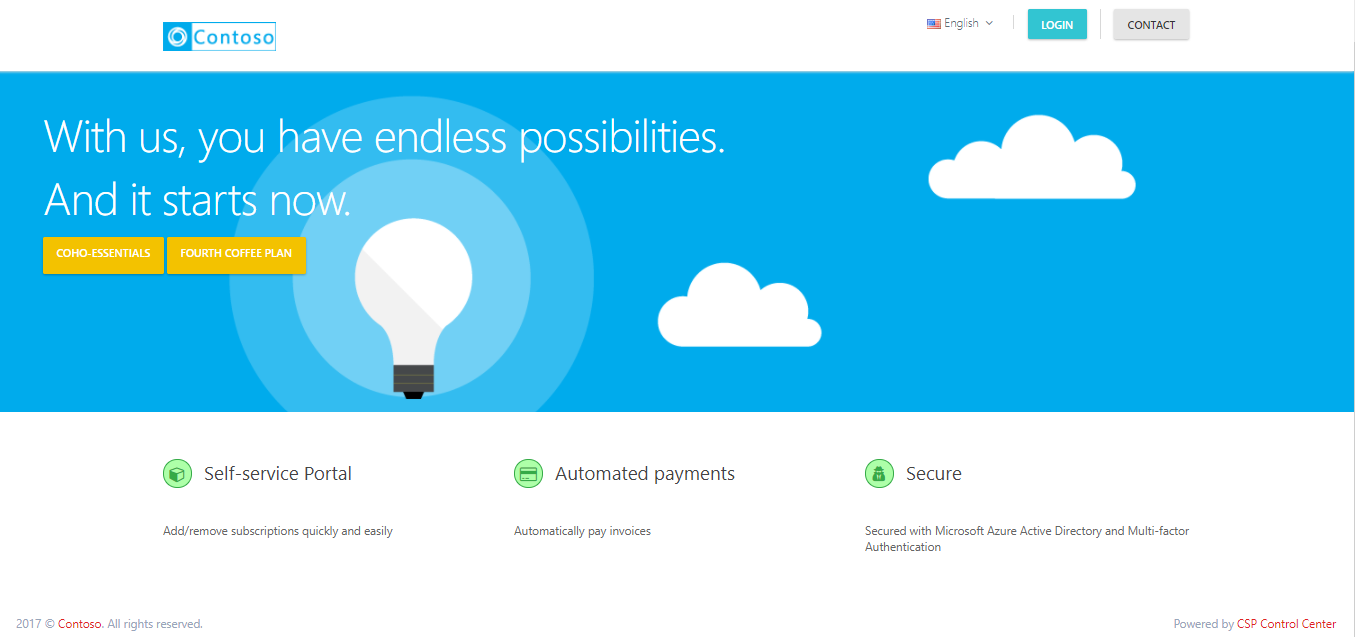 Contoso
English
LOGIN
CONTACT
With us, you have endless possibilities.
And it starts now.
COHO-ESSENTIALS
FOURTH COFFEE PLAN
Self-service Portal
Automated payments
Secure
Add/remove subscriptions quickly and easily
Automatically pay invoices
Secured with Microsoft Azure Active Directory and Multi-factor
Authentication
2017 © Contoso. All rights reserved.
Powered by CSP Control Center